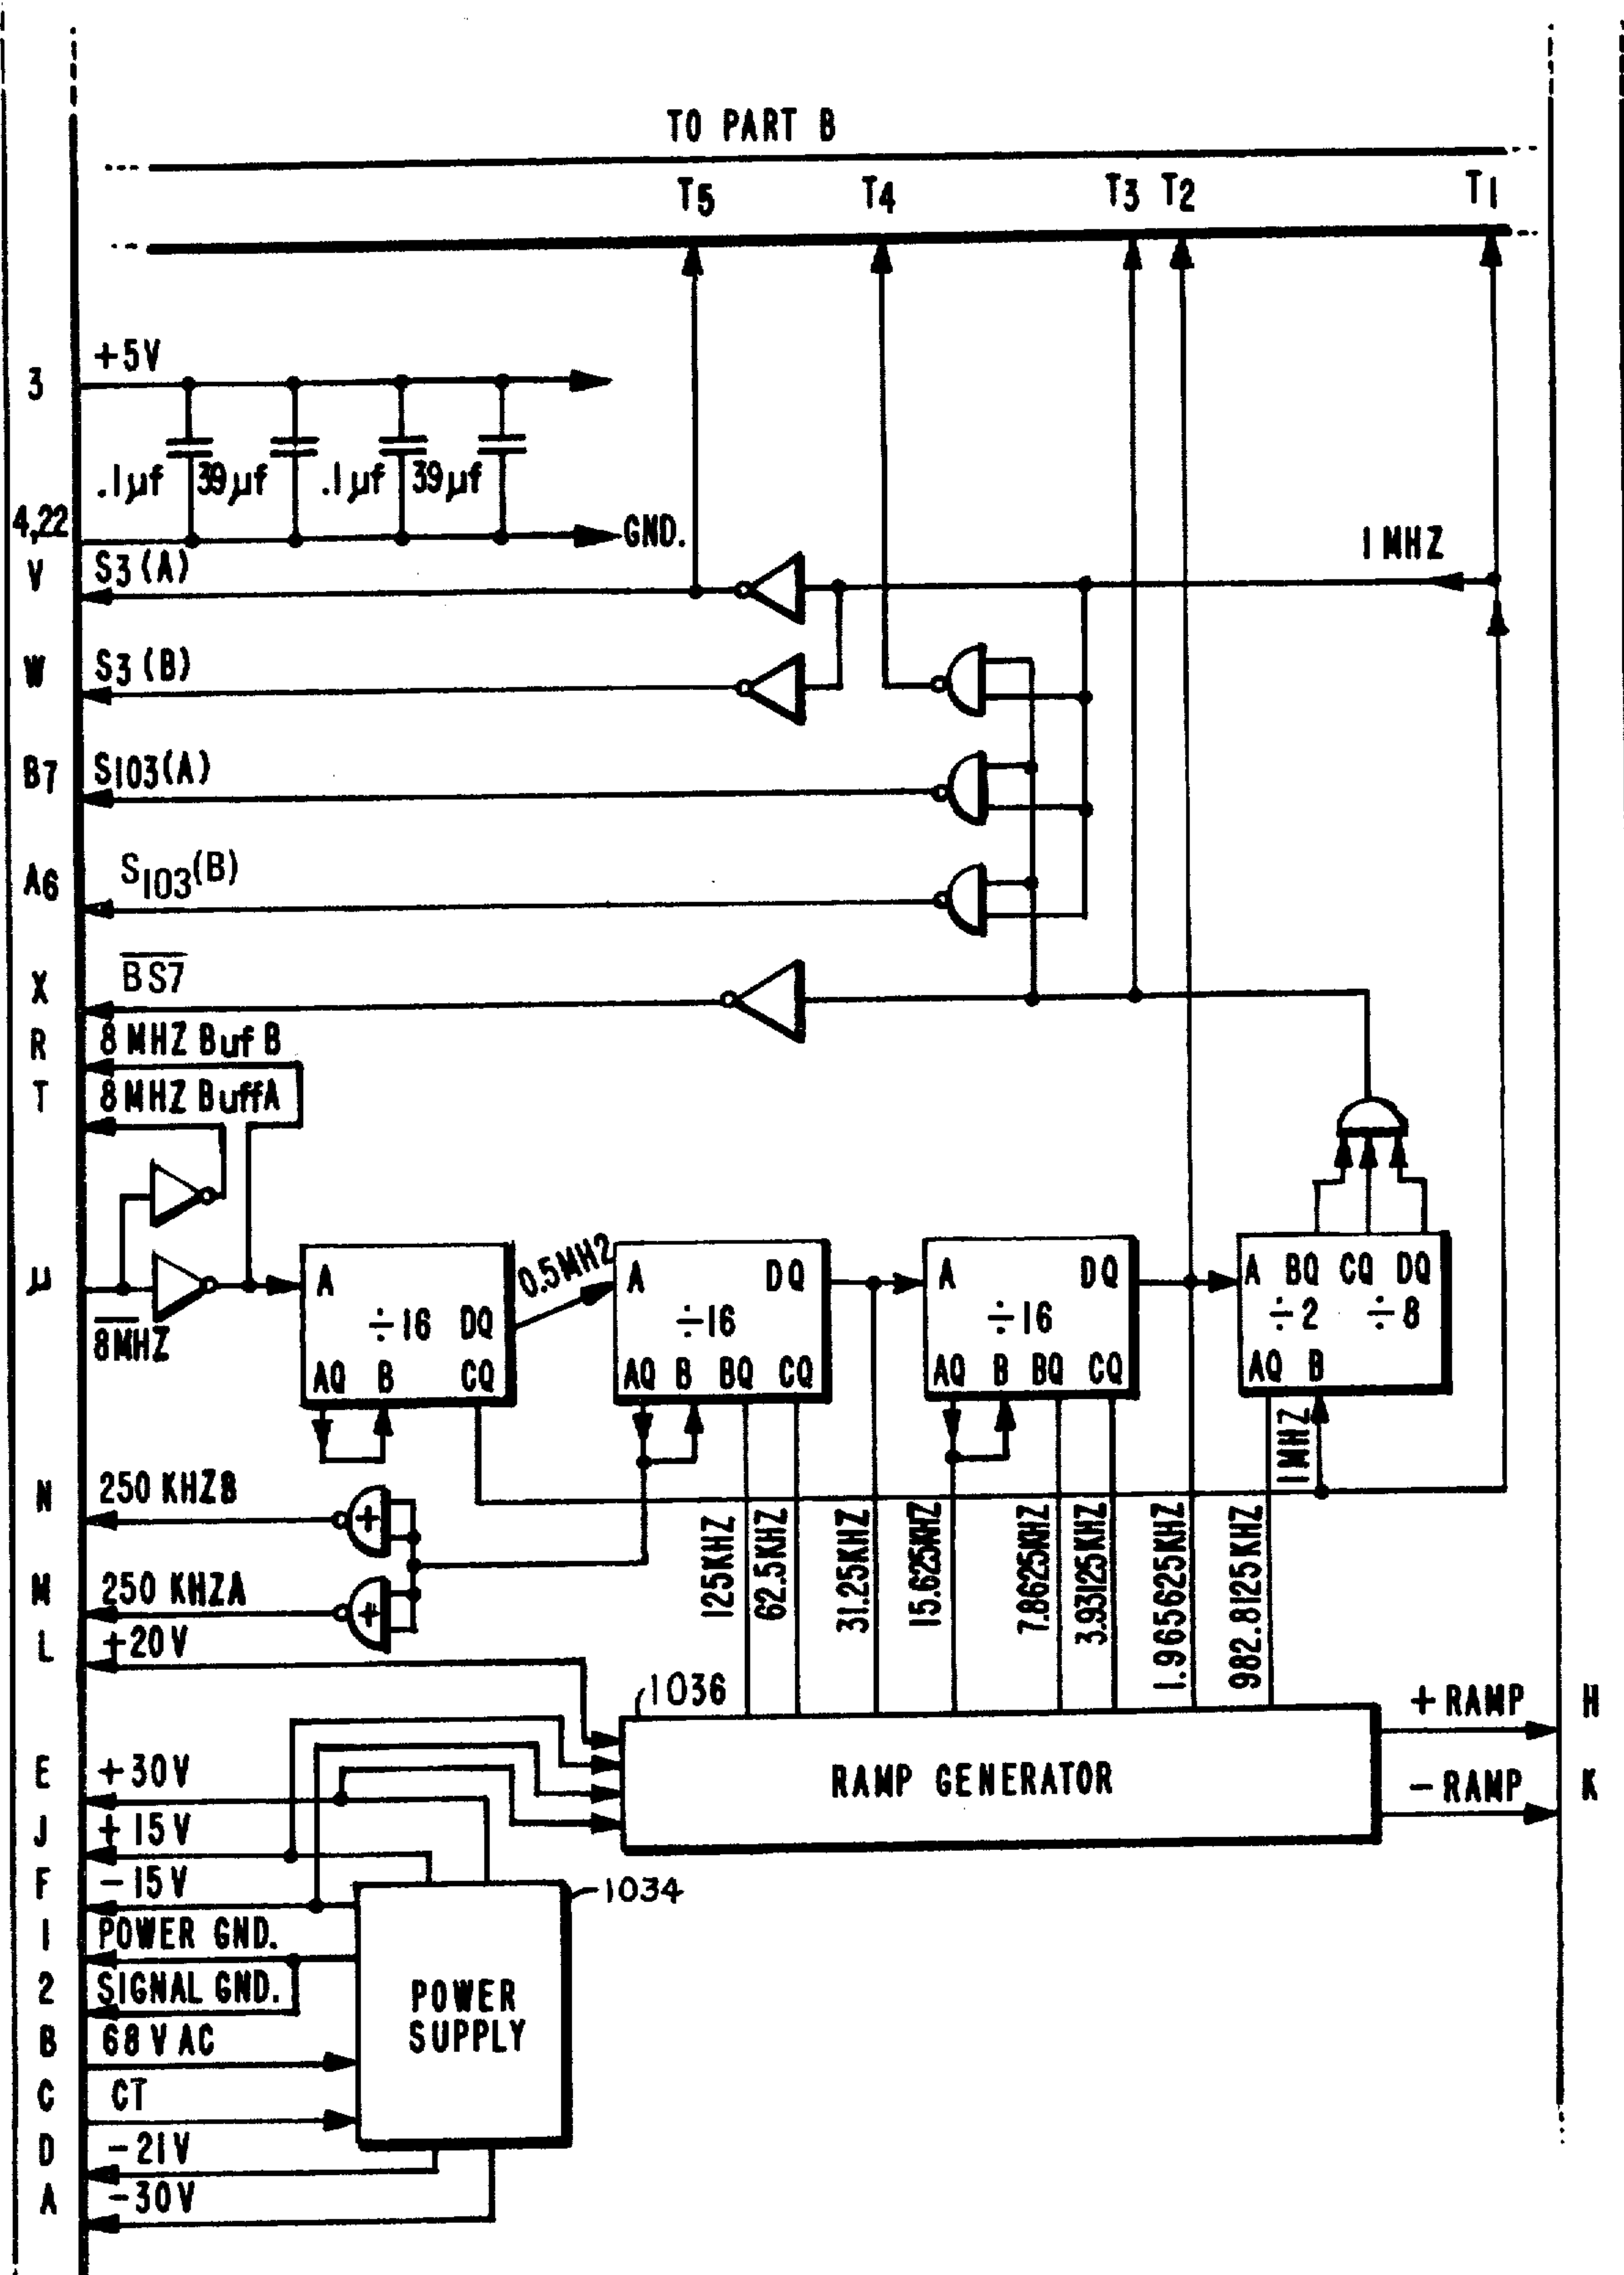 TO PART B
T5 T4 T3 T2 T1
3 +5V
.1µf 39µf .1µf 39µf
4,22 GND.
1 MHZ
V S3(A)
W S3(B)
B7 S103(A)
A6 S103(B)
X BS7
R 8 MHZ Buf B
T 8 MHZ BuffA
µ 8MHZ
A ÷16 DQ AQ B CQ
0.5MHZ
A DQ ÷16 AQ B BQ CQ
A DQ ÷16 AQ B BQ CQ
A BQ CQ DQ ÷2 ÷8 AQ B
1MHZ
N 250 KHZB
M 250 KHZA
125KHZ
62.5KHZ
31.25KHZ
15.625KHZ
7.8625KHZ
3.93125KHZ
1.965625KHZ
982.8125KHZ
L +20V
1036
RAMP GENERATOR
+ RAMP H
- RAMP K
E +30V
J +15V
F -15V
1034
1 POWER GND.
2 SIGNAL GND.
POWER
SUPPLY
B 68 V AC
C CT
D -21V
A -30V